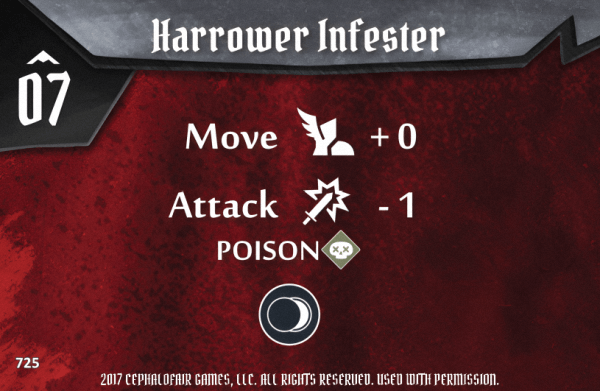 Harrower Infester
07
Move + 0
Attack - 1
POISON
725
2017 CEPHALOFAIR GAMES, LLC. ALL RIGHTS RESERVED. USED WITH PERMISSION.